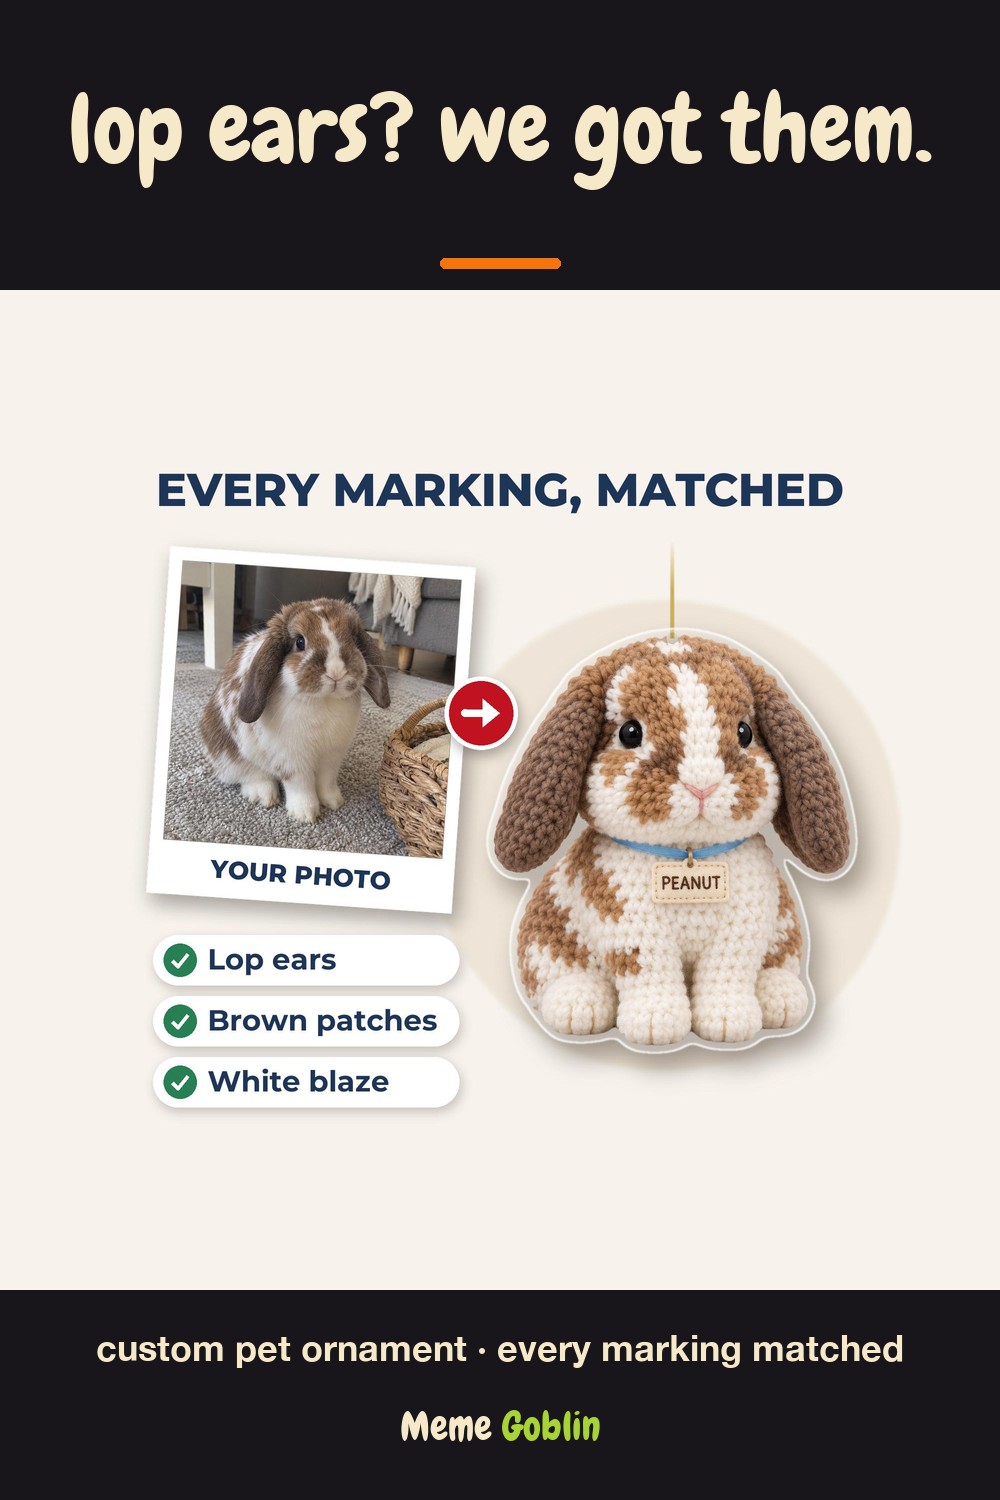 lop ears? we got them.
EVERY MARKING, MATCHED
YOUR PHOTO
PEANUT
Lop ears
Brown patches
White blaze
custom pet ornament · every marking matched
Meme Goblin